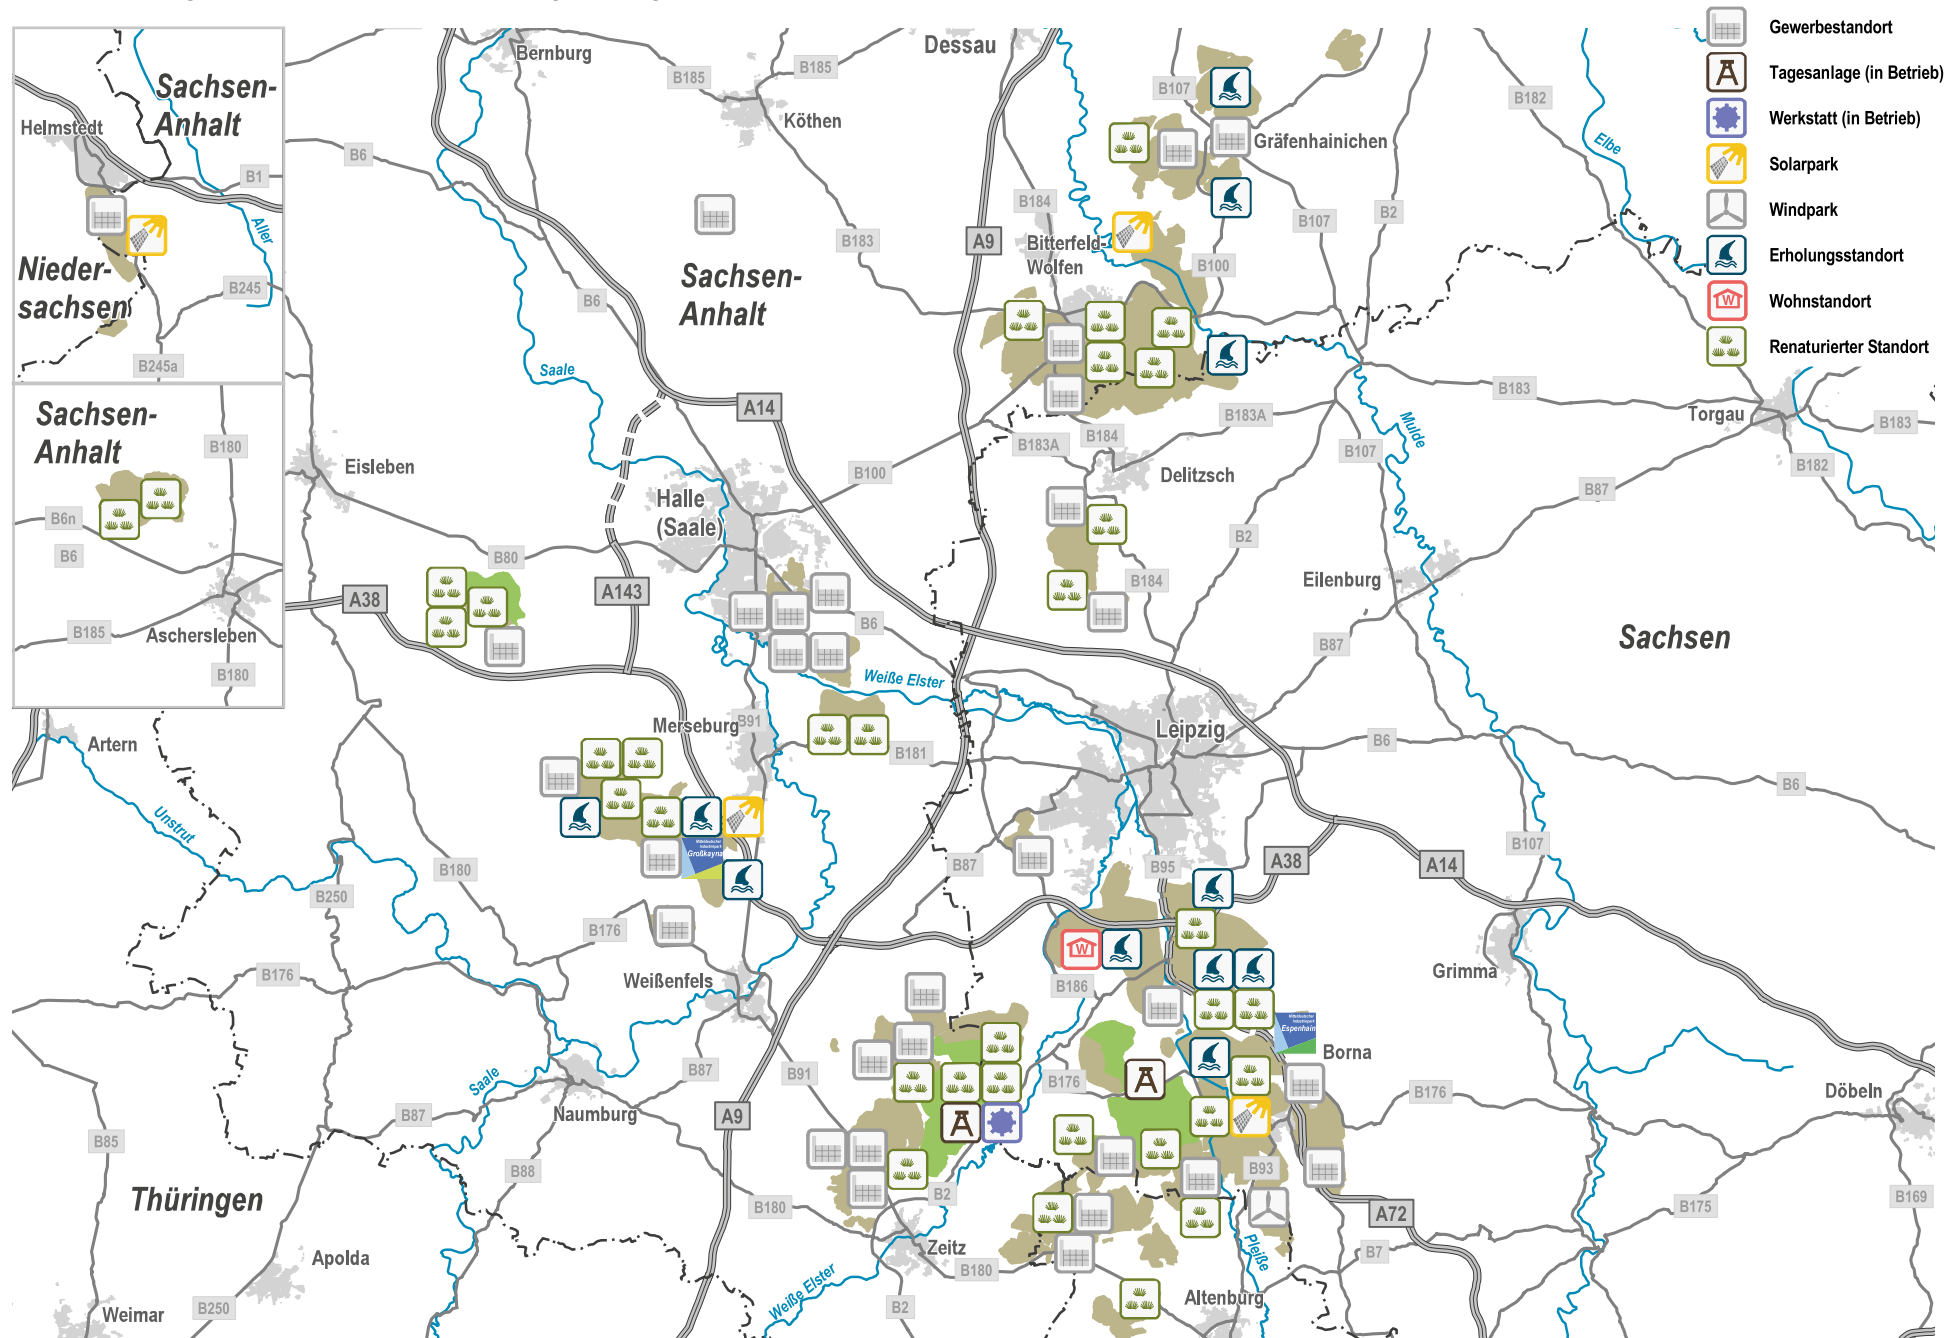 Gewerbestandort
Tagesanlage (in Betrieb)
Werkstatt (in Betrieb)
Solarpark
Windpark
Erholungsstandort
W
Wohnstandort
Renaturierter Standort
Sachsen-
Anhalt
Helmstedt
B1
Aller
Nieder-
sachsen
B245
B245a
Sachsen-
Anhalt
B180
B6n
B6
B185
Aschersleben
B180
Bernburg
Dessau
B185
B185
Köthen
B6
B107
Gräfenhainichen
B182
Elbe
B184
B107
B2
B183
A9
Bitterfeld-
Wolfen
B100
Sachsen-
Anhalt
B6
Saale
A14
B183
B183A
B184
B183A
Mulde
Torgau
B183
B107
B182
Eisleben
B100
Delitzsch
B87
Halle
(Saale)
B2
B80
A38
A143
B184
Eilenburg
B6
B87
Sachsen
Weiße Elster
Merseburg
B91
B181
Leipzig
B6
B6
Artern
Unstrut
Mitteldeutscher
Industriepark
Großkayna
B87
B95
A38
A14
B107
B180
B250
B176
W
Grimma
B176
Weißenfels
B186
Mitteldeutscher
Industriepark
Espenhain
Borna
B87
B91
B176
Saale
Naumburg
B87
A9
B176
Döbeln
B85
B88
B93
B2
B169
Thüringen
B180
A72
B175
Apolda
Zeitz
B180
Pleiße
B7
Weiße Elster
B2
Altenburg
B250
Weimar